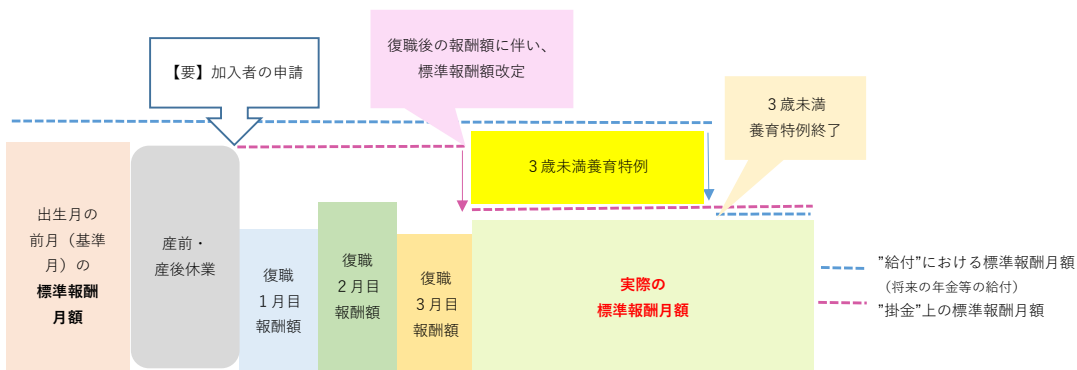 【要】加入者の申請
復職後の報酬額に伴い、
標準報酬額改定
３歳未満
養育特例終了
３歳未満養育特例
出生月の
前月（基準
月）の
標準報酬
月額
産前・
産後休業
復職
１月目
報酬額
復職
２月目
報酬額
復職
３月目
報酬額
実際の
標準報酬月額
”給付”における標準報酬月額
（将来の年金等の給付）
”掛金”上の標準報酬月額